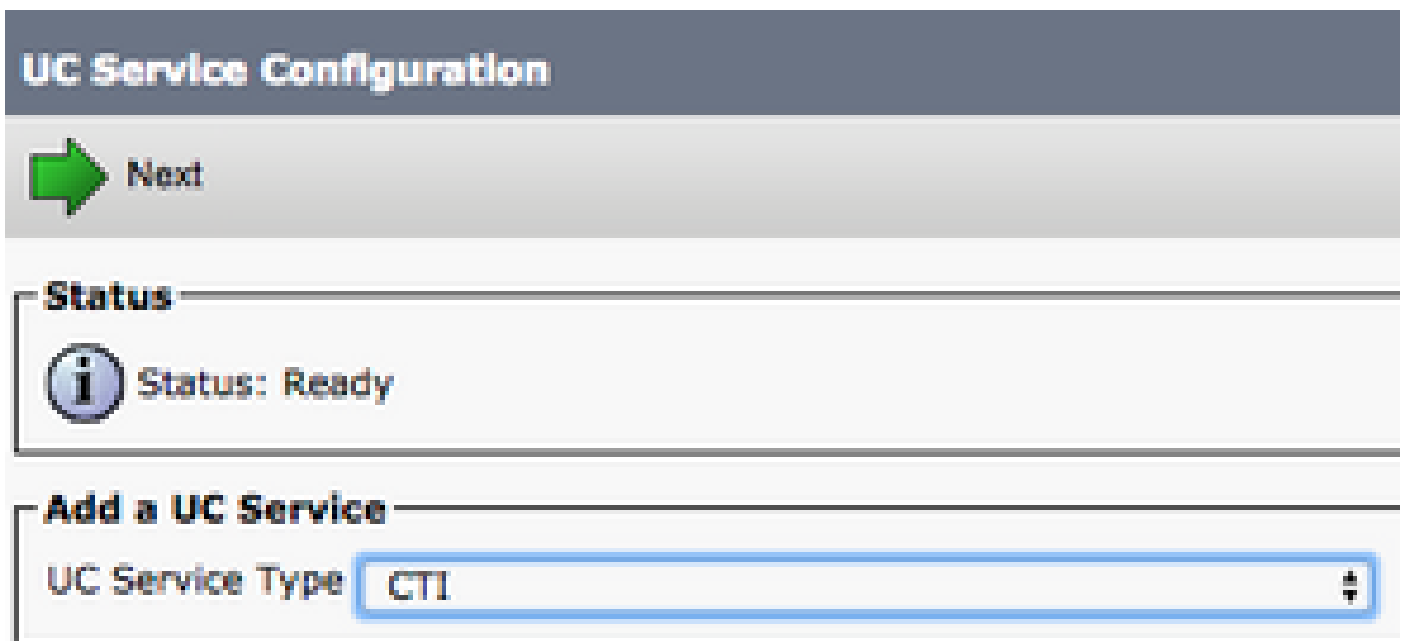 UC Service Configuration
Next
Status
Status: Ready
Add a UC Service
UC Service Type CTI